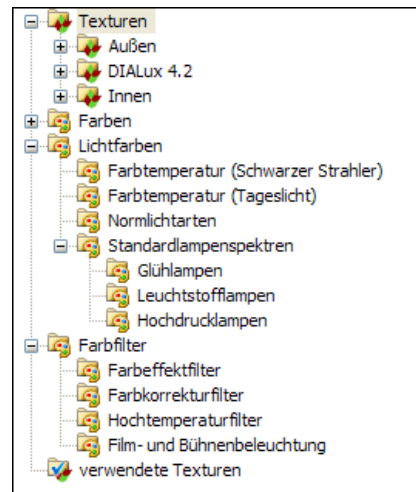 Texturen
Außen
DIALux 4.2
Innen
Farben
Lichtfarben
Farbtemperatur (Schwarzer Strahler)
Farbtemperatur (Tageslicht)
Normlichtarten
Standardlampenspektren
Glühlampen
Leuchtstofflampen
Hochdrucklampen
Farbfilter
Farbeffektfilter
Farbkorrekturfilter
Hochtemperaturfilter
Film- und Bühnenbeleuchtung
verwendete Texturen